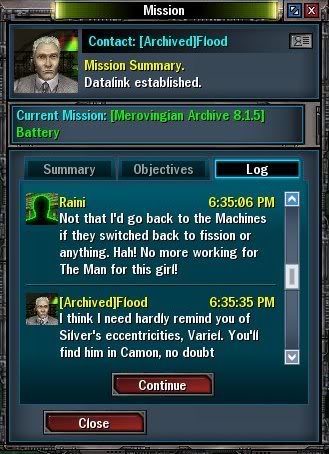 Mission
Contact: [Archived]Flood
Mission Summary.
Datalink established.
Current Mission: [Merovingian Archive 8.1.5]
Battery
Summary
Objectives
Log
Raini
6:35:06 PM
Not that I'd go back to the Machines
if they switched back to fission or
anything. Hah! No more working for
The Man for this girl!
[Archived]Flood
6:35:35 PM
I think I need hardly remind you of
Silver's eccentricities, Variel. You'll
find him in Camon, no doubt
Continue
Close